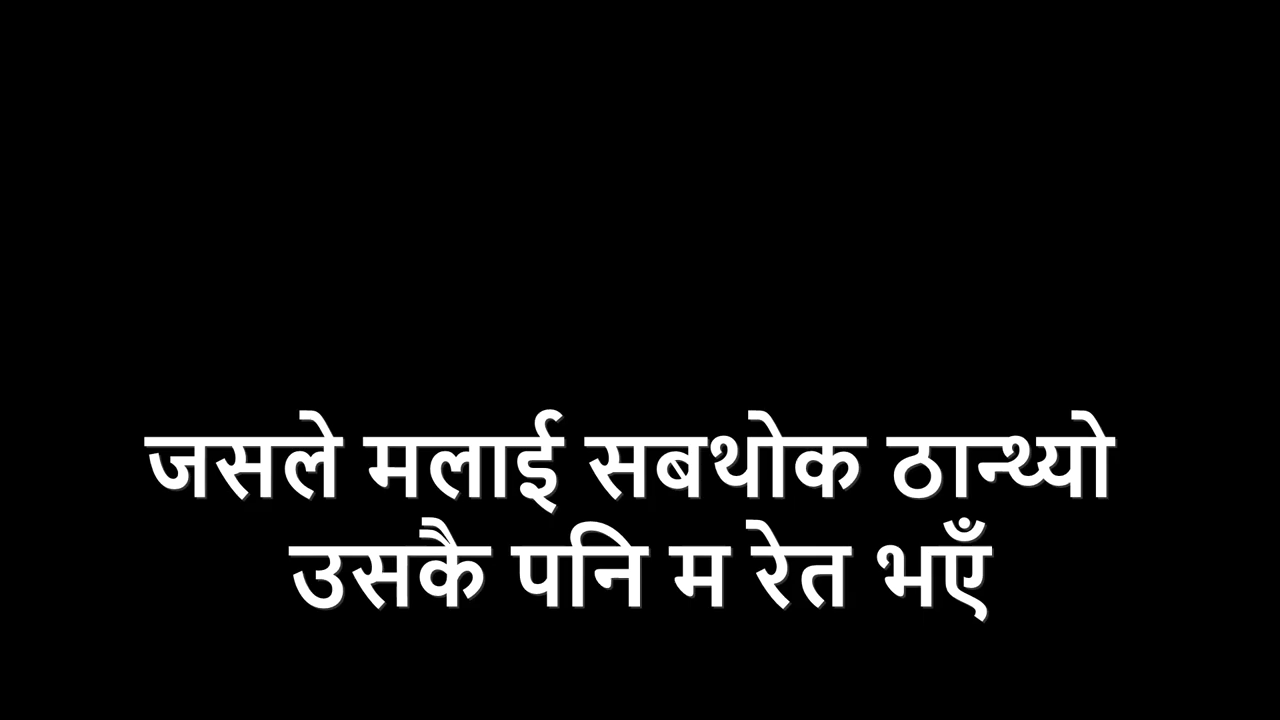 जसले मलाई सबथोक ठान्थ्यो
उसकै पनि म रेत भएँ